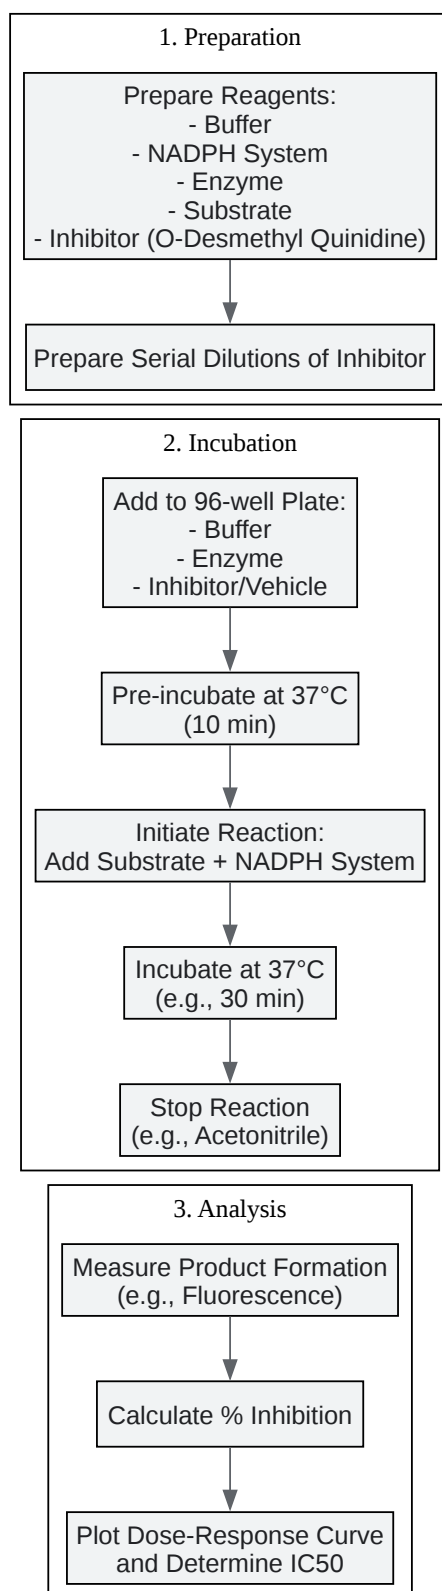 1. Preparation
Prepare Reagents:
- Buffer
- NADPH System
- Enzyme
- Substrate
- Inhibitor (O-Desmethyl Quinidine)
Prepare Serial Dilutions of Inhibitor
2. Incubation
Add to 96-well Plate:
- Buffer
- Enzyme
- Inhibitor/Vehicle
Pre-incubate at 37°C
(10 min)
Initiate Reaction:
Add Substrate + NADPH System
Incubate at 37°C
(e.g., 30 min)
Stop Reaction
(e.g., Acetonitrile)
3. Analysis
Measure Product Formation
(e.g., Fluorescence)
Calculate % Inhibition
Plot Dose-Response Curve
and Determine IC50